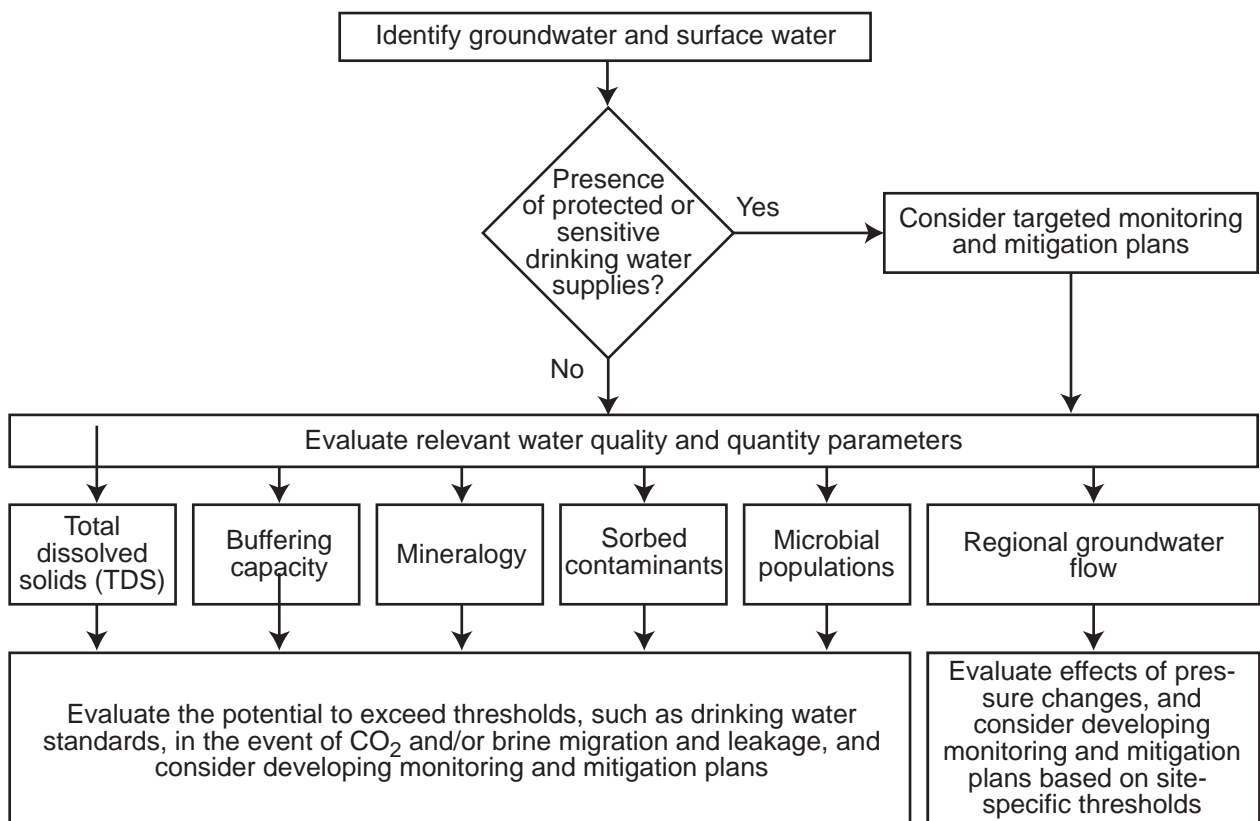 Identify groundwater and surface water
Presence
of protected or
sensitive
drinking water
supplies?
Yes
Consider targeted monitoring
and mitigation plans
No
Evaluate relevant water quality and quantity parameters
Total
dissolved
solids (TDS)
Buffering
capacity
Mineralogy
Sorbed
contaminants
Microbial
populations
Regional groundwater
flow
Evaluate the potential to exceed thresholds, such as drinking water
standards, in the event of CO₂ and/or brine migration and leakage, and
consider developing monitoring and mitigation plans
Evaluate effects of pres-
sure changes, and
consider developing
monitoring and mitigation
plans based on site-
specific thresholds